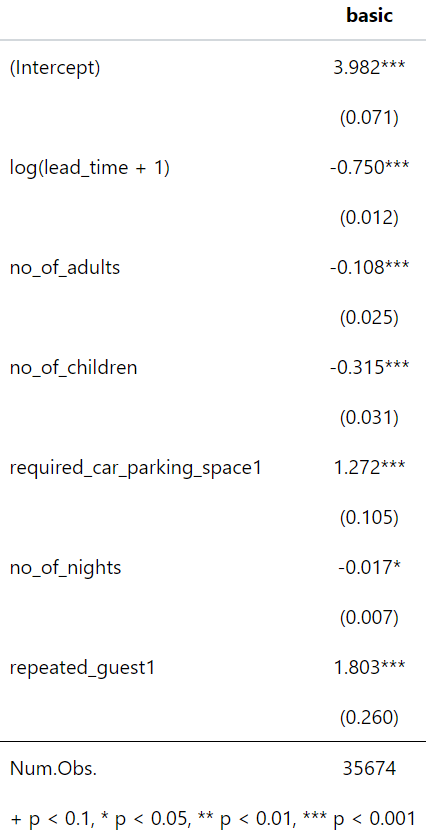 basic
(Intercept) 3.982***
(0.071)
log(lead_time + 1) -0.750***
(0.012)
no_of_adults -0.108***
(0.025)
no_of_children -0.315***
(0.031)
required_car_parking_space1 1.272***
(0.105)
no_of_nights -0.017*
(0.007)
repeated_guest1 1.803***
(0.260)
Num.Obs. 35674
+ p < 0.1, * p < 0.05, ** p < 0.01, *** p < 0.001